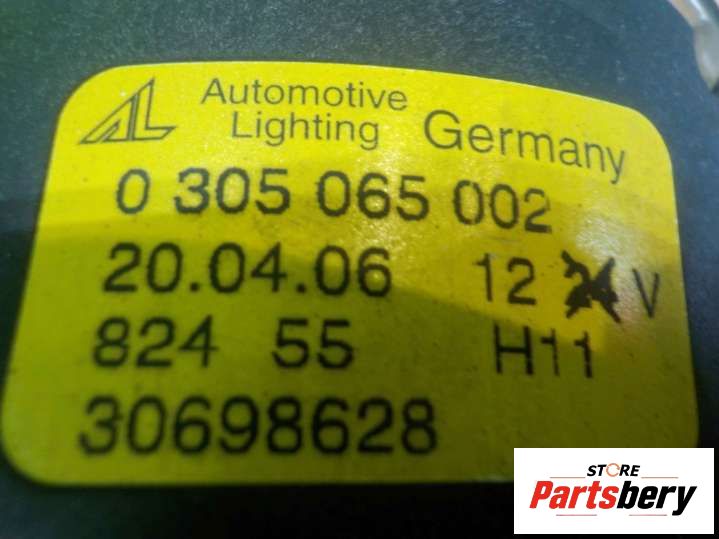 AL Automotive
Lighting Germany
0 305 065 002
20.04.06 12 24 V
824 55 H11
30698628
STORE
Partsbery